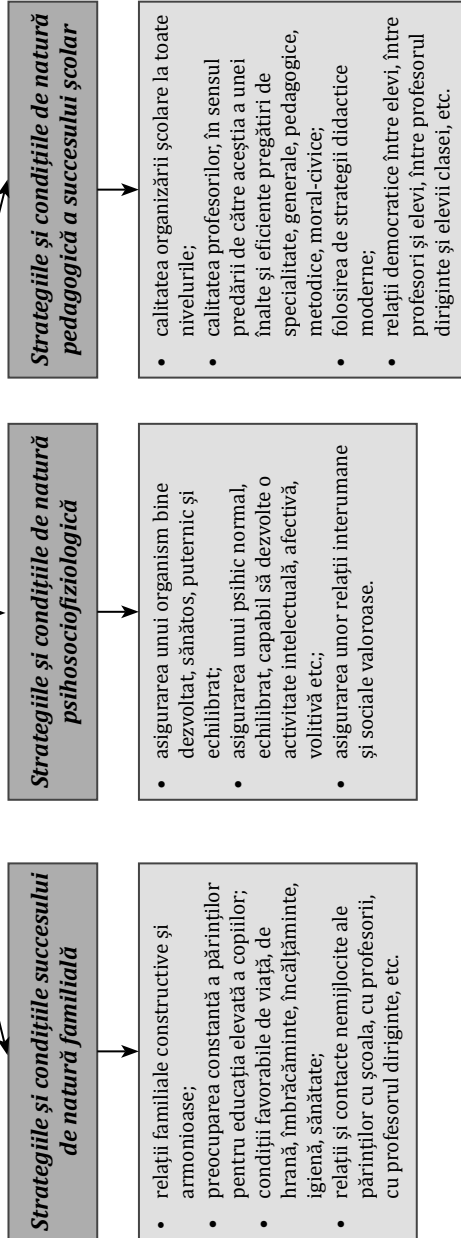 Strategiile și condițiile succesului
de natură familială
• relații familiale constructive și
armonioase;
• preocuparea constantă a părinților
pentru educația elevată a copiilor;
• condiții favorabile de viață, de
hrană, îmbrăcăminte, încălțăminte,
igienă, sănătate;
• relații și contacte nemijlocite ale
părinților cu școala, cu profesorii,
cu profesorul diriginte, etc.
Strategiile și condițiile de natură
psihosociofiziologică
• asigurarea unui organism bine
dezvoltat, sănătos, puternic și
echilibrat;
• asigurarea unui psihic normal,
echilibrat, capabil să dezvolte o
activitate intelectuală, afectivă,
volitivă etc.;
• asigurarea unor relații interumane
și sociale valoroase.
Strategiile și condițiile de natură
pedagogică a succesului școlar
• calitatea organizării școlare la toate
nivelurile;
• calitatea profesorilor, în sensul
predării de către aceștia a unei
înalte și eficiente pregătiri de
specialitate, generale, pedagogice,
metodice, moral-civice;
• folosirea de strategii didactice
moderne;
• relații democratice între elevi, între
profesori și elevi, între profesorul
diriginte și elevii clasei, etc.